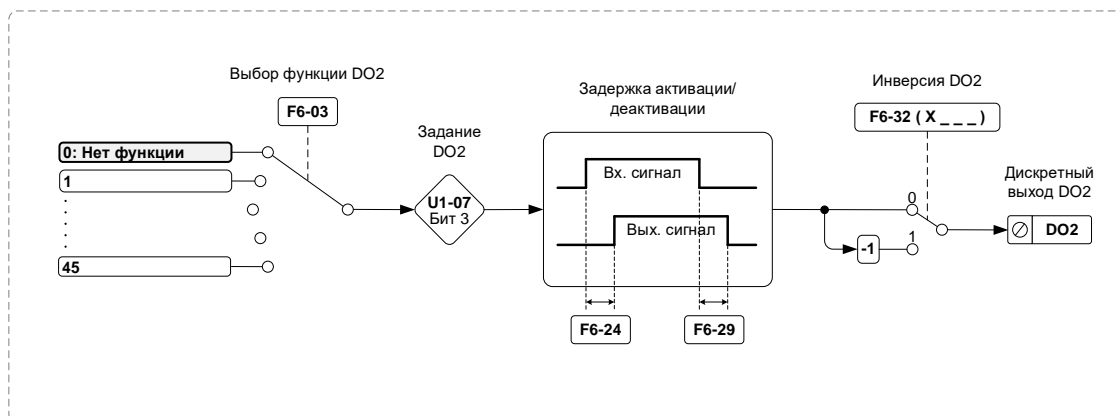 Выбор функции DO2
F6-03
0: Нет функции
1
45
Задание
DO2
U1-07
Бит 3
Задержка активации/
деактивации
Вх. сигнал
Вых. сигнал
F6-24
F6-29
Инверсия DO2
F6-32 ( X _ _ _ )
0
1
-1
Дискретный
выход DO2
DO2